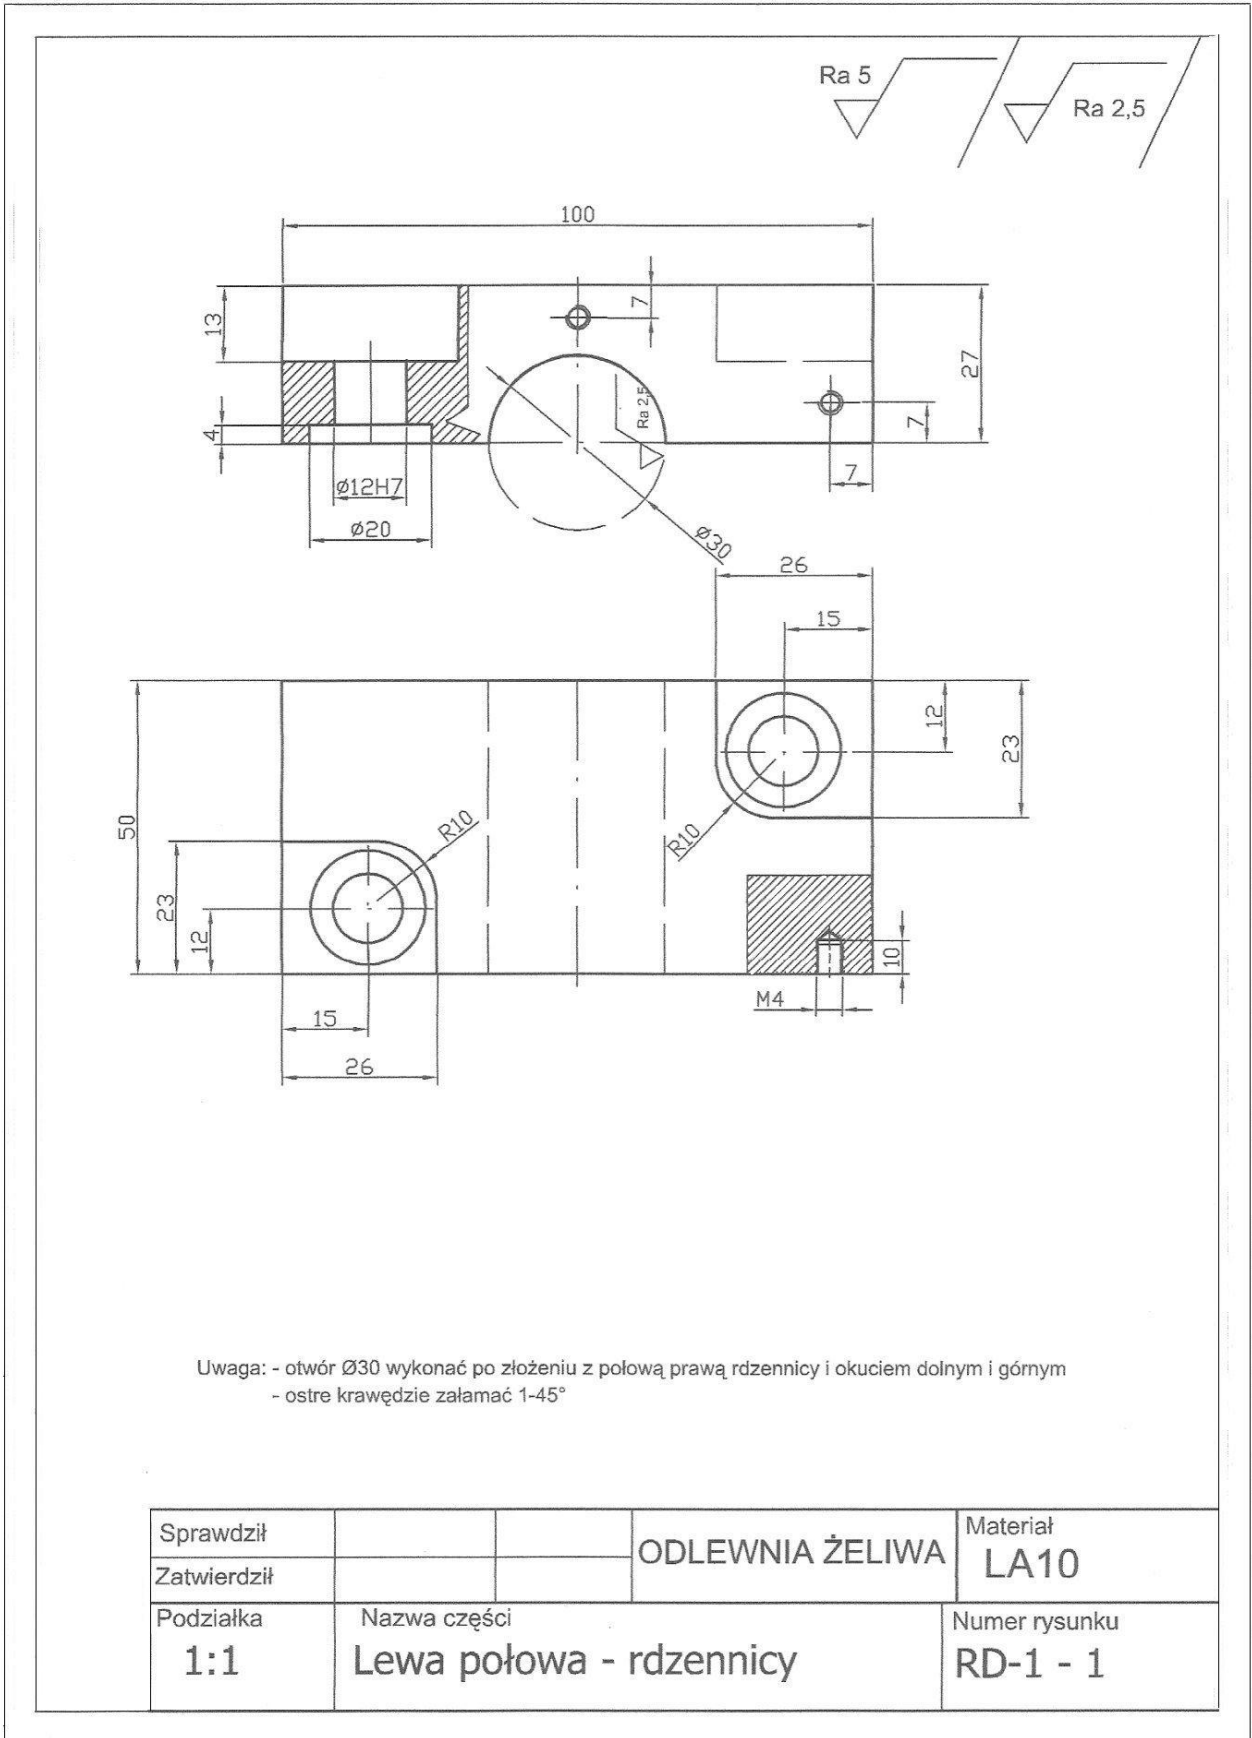 Ra 5
Ra 2,5
100
13
7
27
4
Ra 2,5
7
7
Ø12H7
Ø20
Ø30
26
15
50
12
23
R10
R10
23
12
10
M4
15
26
Uwaga: - otwór Ø30 wykonać po złożeniu z połową prawą rdzennicy i okuciem dolnym i górnym
- ostre krawędzie załamać 1-45°
Sprawdził
ODLEWNIA ŻELIWA
Materiał
LA10
Zatwierdził
Podziałka
1:1
Nazwa części
Lewa połowa - rdzennicy
Numer rysunku
RD-1 - 1